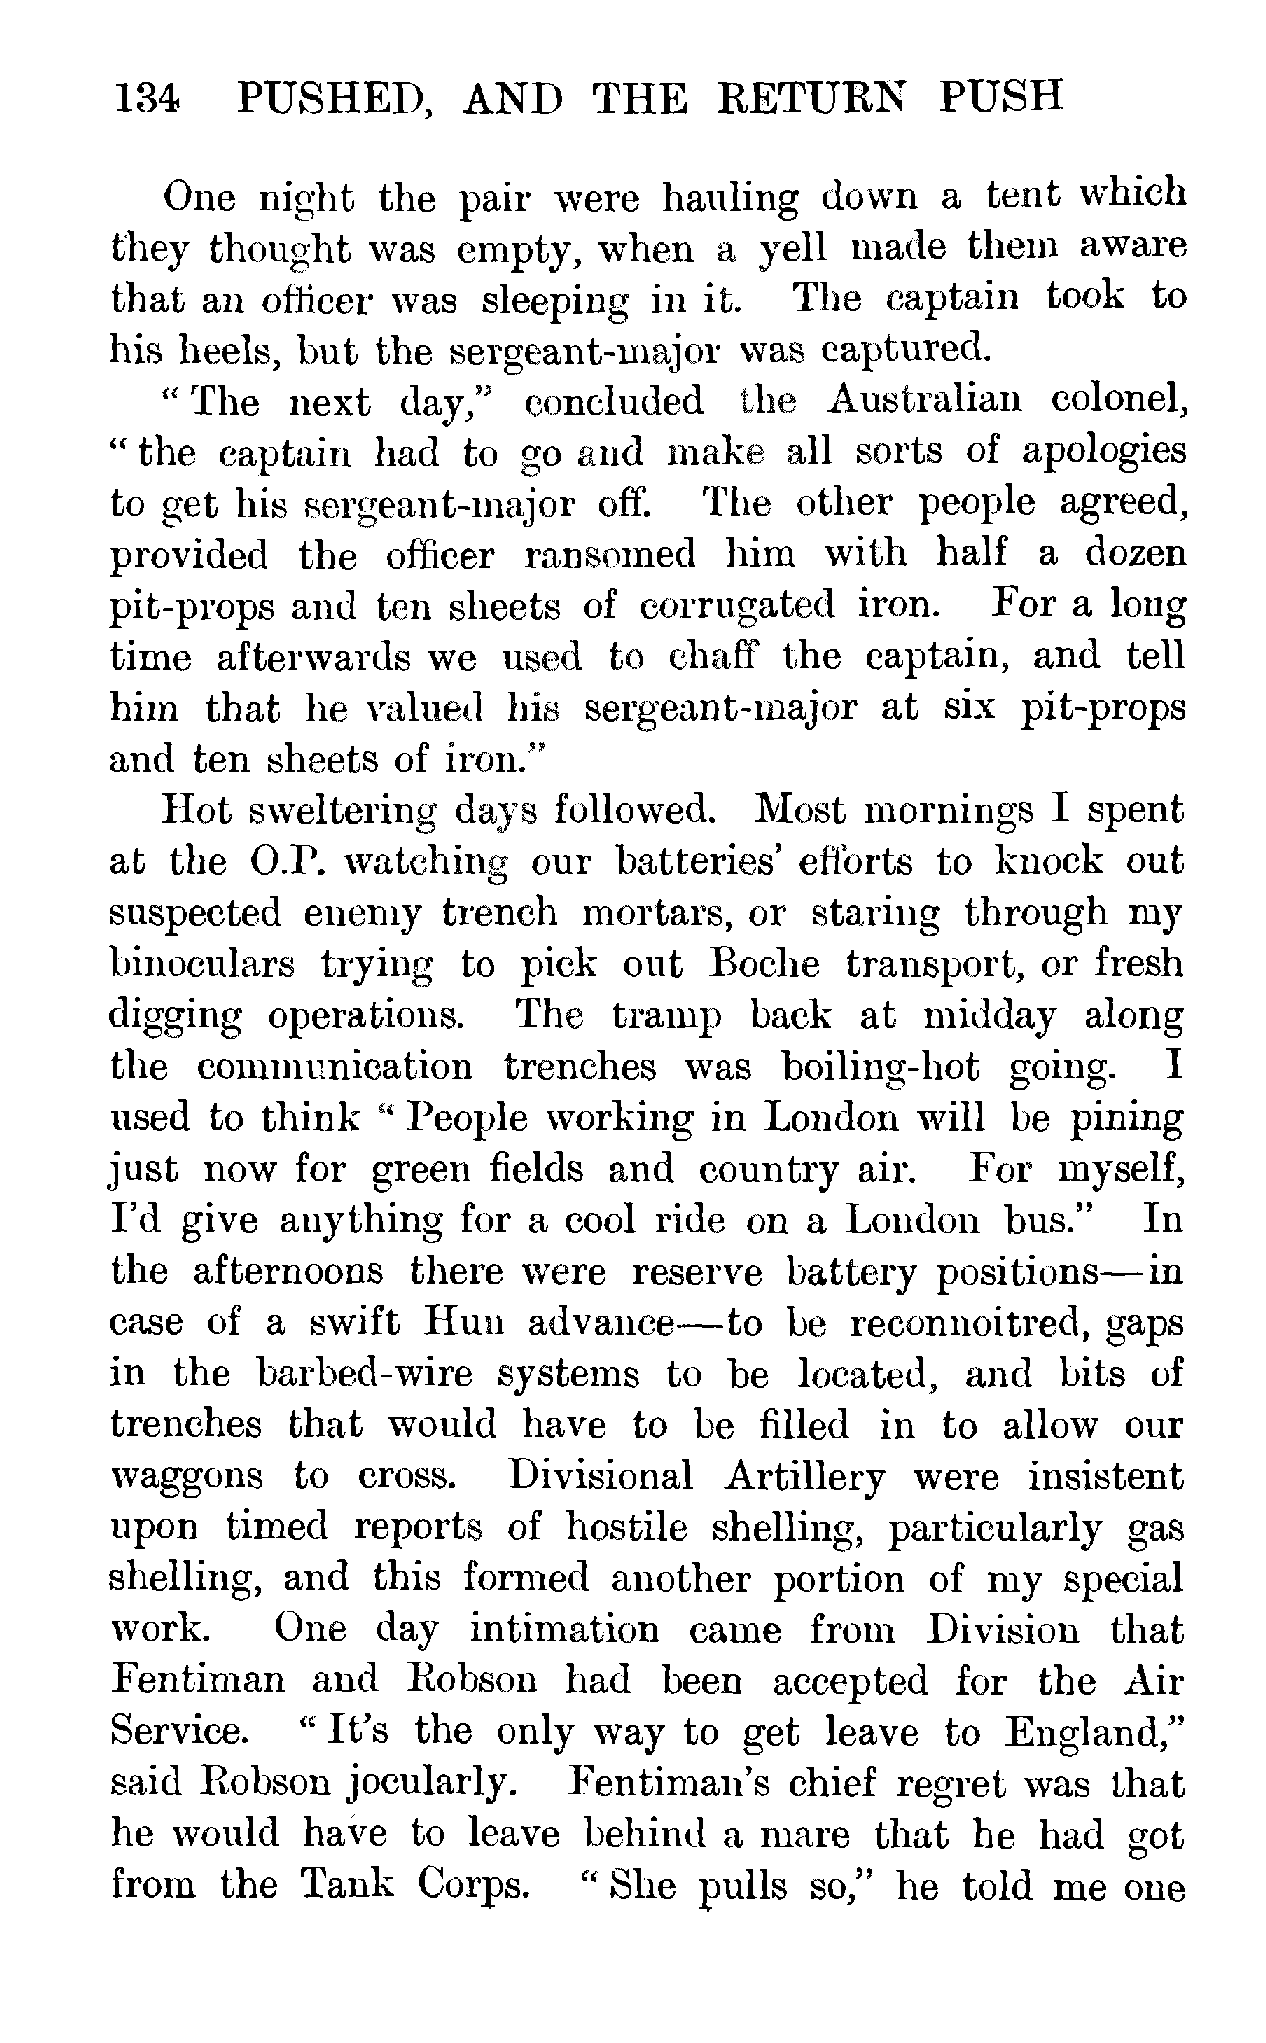 134 PUSHED, AND THE RETURN PUSH
One night the pair were hauling down a tent which
they thought was empty, when a yell made them aware
that an officer was sleeping in it. The captain took to
his heels, but the sergeant-major was captured.
“ The next day,” concluded the Australian colonel,
“ the captain had to go and make all sorts of apologies
to get his sergeant-major off. The other people agreed,
provided the officer ransomed him with half a dozen
pit-props and ten sheets of corrugated iron. For a long
time afterwards we used to chaff the captain, and tell
him that he valued his sergeant-major at six pit-props
and ten sheets of iron.”
Hot sweltering days followed. Most mornings I spent
at the O.P. watching our batteries’ efforts to knock out
suspected enemy trench mortars, or staring through my
binoculars trying to pick out Boche transport, or fresh
digging operations. The tramp back at midday along
the communication trenches was boiling-hot going. I
used to think “ People working in London will be pining
just now for green fields and country air. For myself,
I’d give anything for a cool ride on a London bus.” In
the afternoons there were reserve battery positions—in
case of a swift Hun advance—to be reconnoitred, gaps
in the barbed-wire systems to be located, and bits of
trenches that would have to be filled in to allow our
waggons to cross. Divisional Artillery were insistent
upon timed reports of hostile shelling, particularly gas
shelling, and this formed another portion of my special
work. One day intimation came from Division that
Fentiman and Robson had been accepted for the Air
Service. “ It’s the only way to get leave to England,”
said Robson jocularly. Fentiman’s chief regret was that
he would have to leave behind a mare that he had got
from the Tank Corps. “ She pulls so,” he told me one